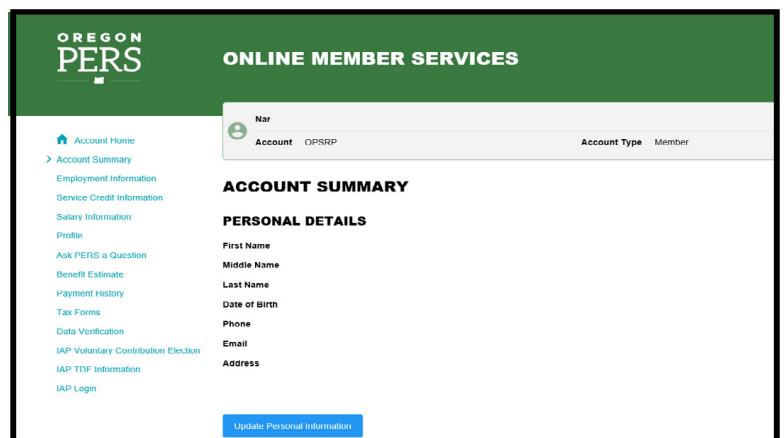 OREGON
PERS
ONLINE MEMBER SERVICES
Nar
Account OPSRP Account Type Member
Account Home
Account Summary
Employment Information
Service Credit Information
Salary Information
Profile
Ask PERS a Question
Benefit Estimate
Payment History
Tax Forms
Data Verification
IAP Voluntary Contribution Election
IAP TDF Information
IAP Login
ACCOUNT SUMMARY
PERSONAL DETAILS
First Name
Middle Name
Last Name
Date of Birth
Phone
Email
Address
Update Personal Information